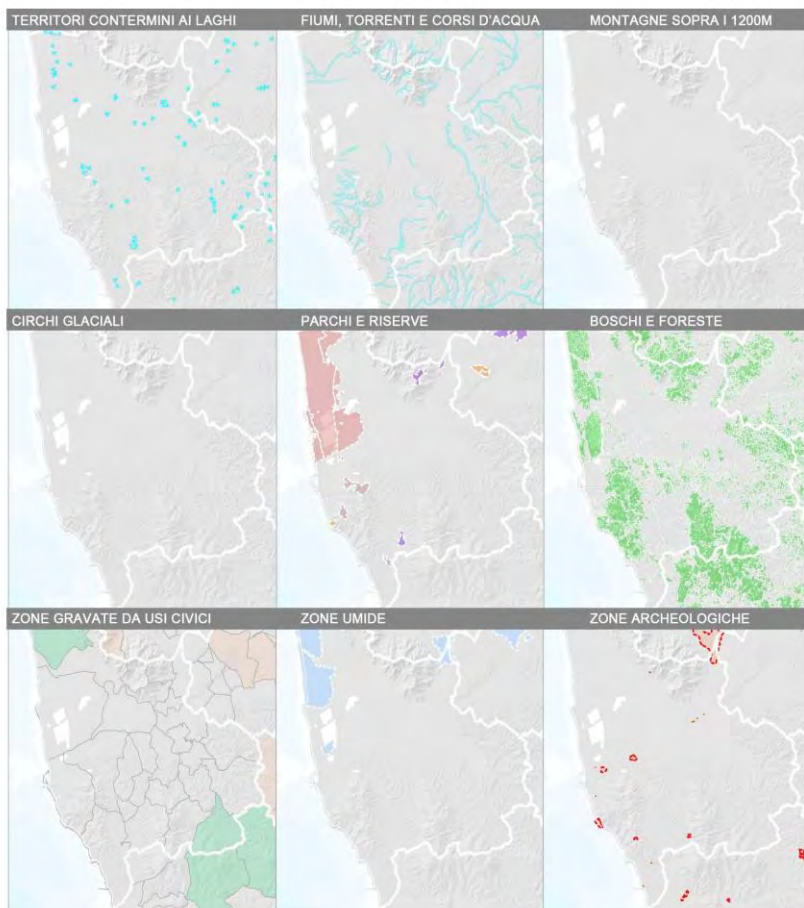 TERRITORI CONTERMINI AI LAGHI
FIUMI, TORRENTI E CORSI D'ACQUA
MONTAGNE SOPRA I 1200M
CIRCHI GLACIALI
PARCHI E RISERVE
BOSCHI E FORESTE
ZONE GRAVATE DA USI CIVICI
ZONE UMIDE
ZONE ARCHEOLOGICHE